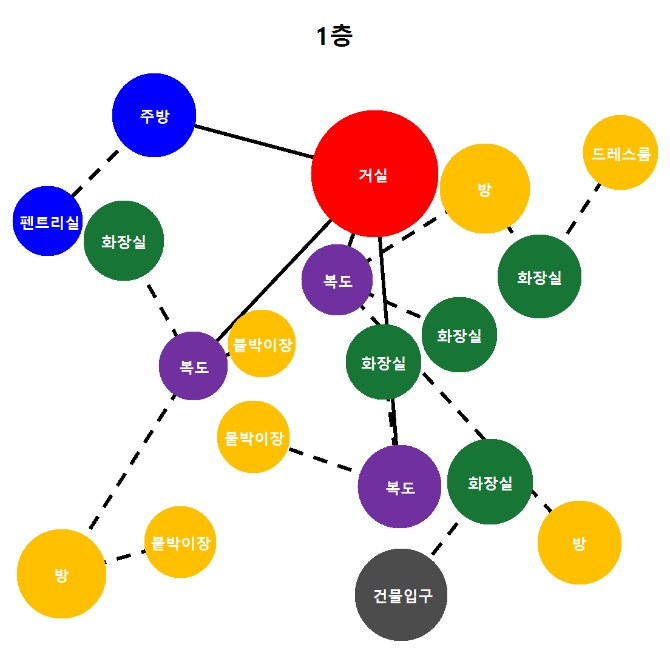 1층
주방
거실
드레스룸
방
펜트리실
화장실
복도
화장실
붙박이장
화장실
화장실
복도
붙박이장
복도
화장실
붙박이장
방
방
건물입구